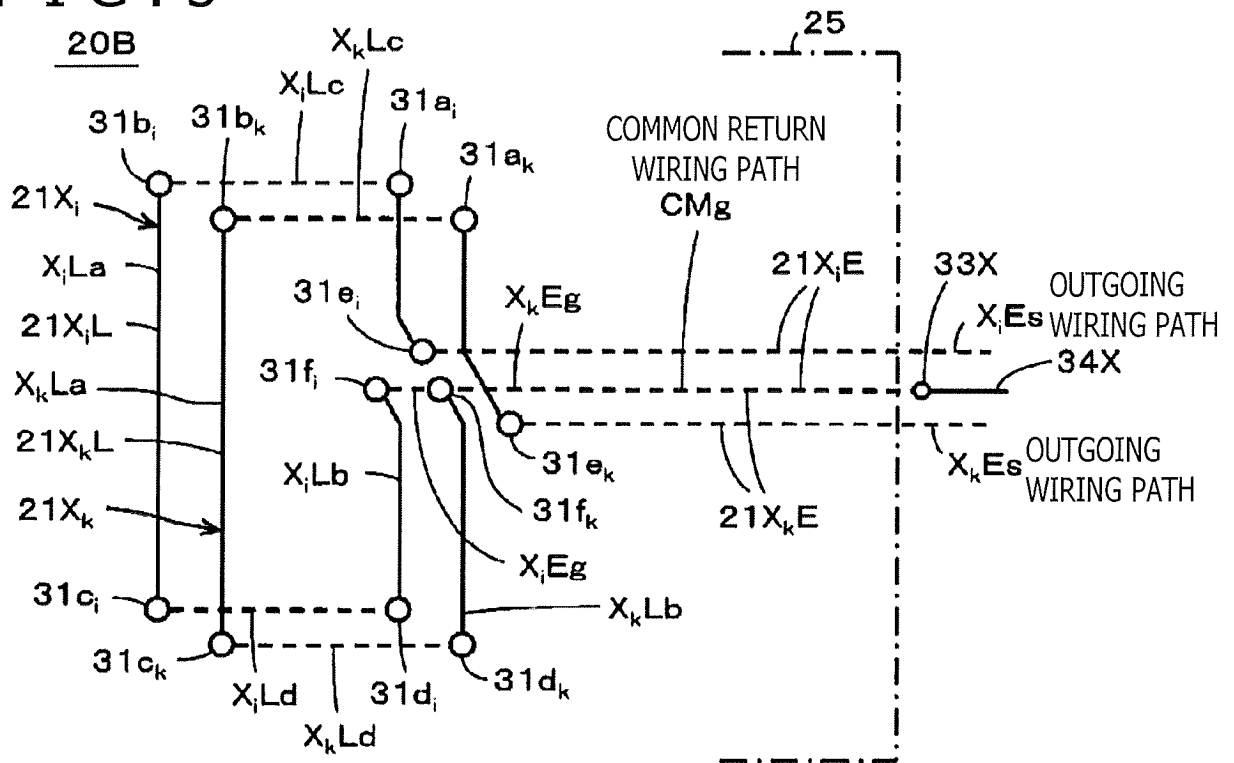 20B
25
XₖLc
XᵢLc
31bᵢ
31bₖ
31aᵢ
31aₖ
COMMON RETURN
WIRING PATH
CMg
21Xᵢ
XᵢLa
21XᵢE
33X
OUTGOING
WIRING PATH
XᵢEs
31eᵢ
XₖEg
21XᵢL
31fᵢ
34X
XₖLa
21XₖL
31eₖ
XₖEs
OUTGOING
WIRING PATH
XᵢLb
21Xₖ
31fₖ
21XₖE
XᵢEg
31cᵢ
XₖLb
31cₖ
XᵢLd
31dᵢ
31dₖ
XₖLd